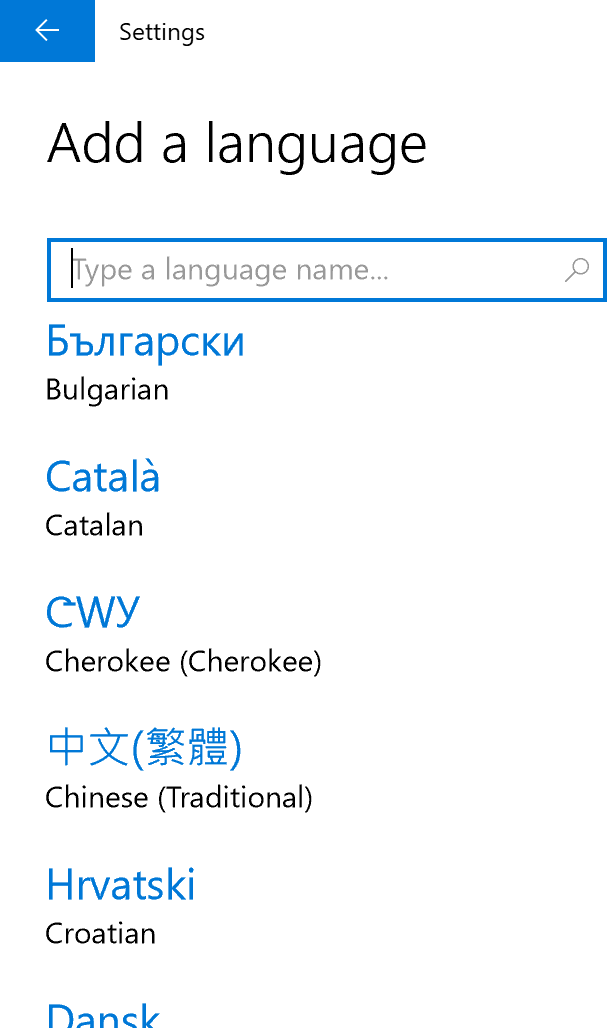 Settings
Add a language
Type a language name...
Български
Bulgarian
Català
Catalan
ᏣᎳᎩ
Cherokee (Cherokee)
中文(繁體)
Chinese (Traditional)
Hrvatski
Croatian
Dansk